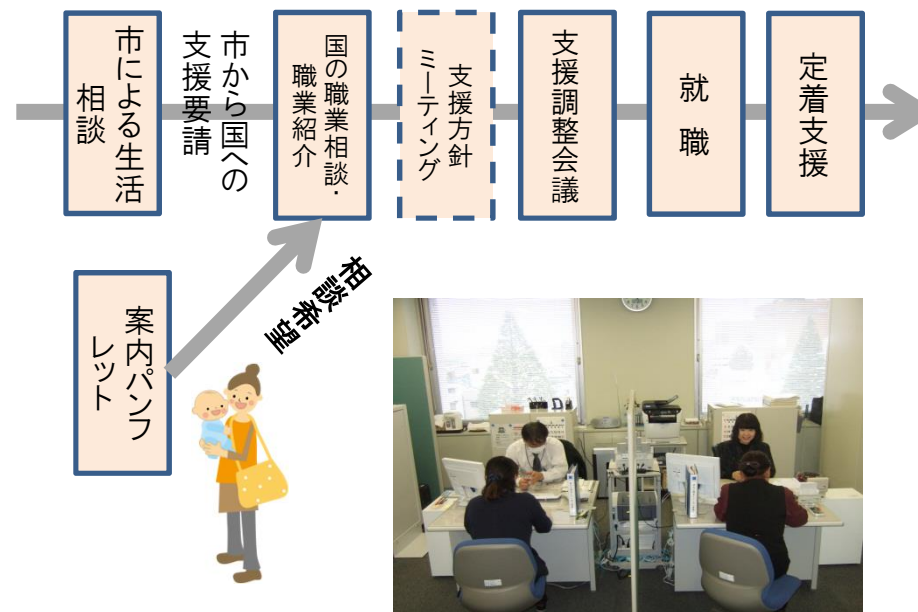 市による生活
相談
市から国への
支援要請
国の職業相談・
職業紹介
支援方針
ミーティング
支援調整会議
就職
定着支援
相談希望
案内パンフ
レット